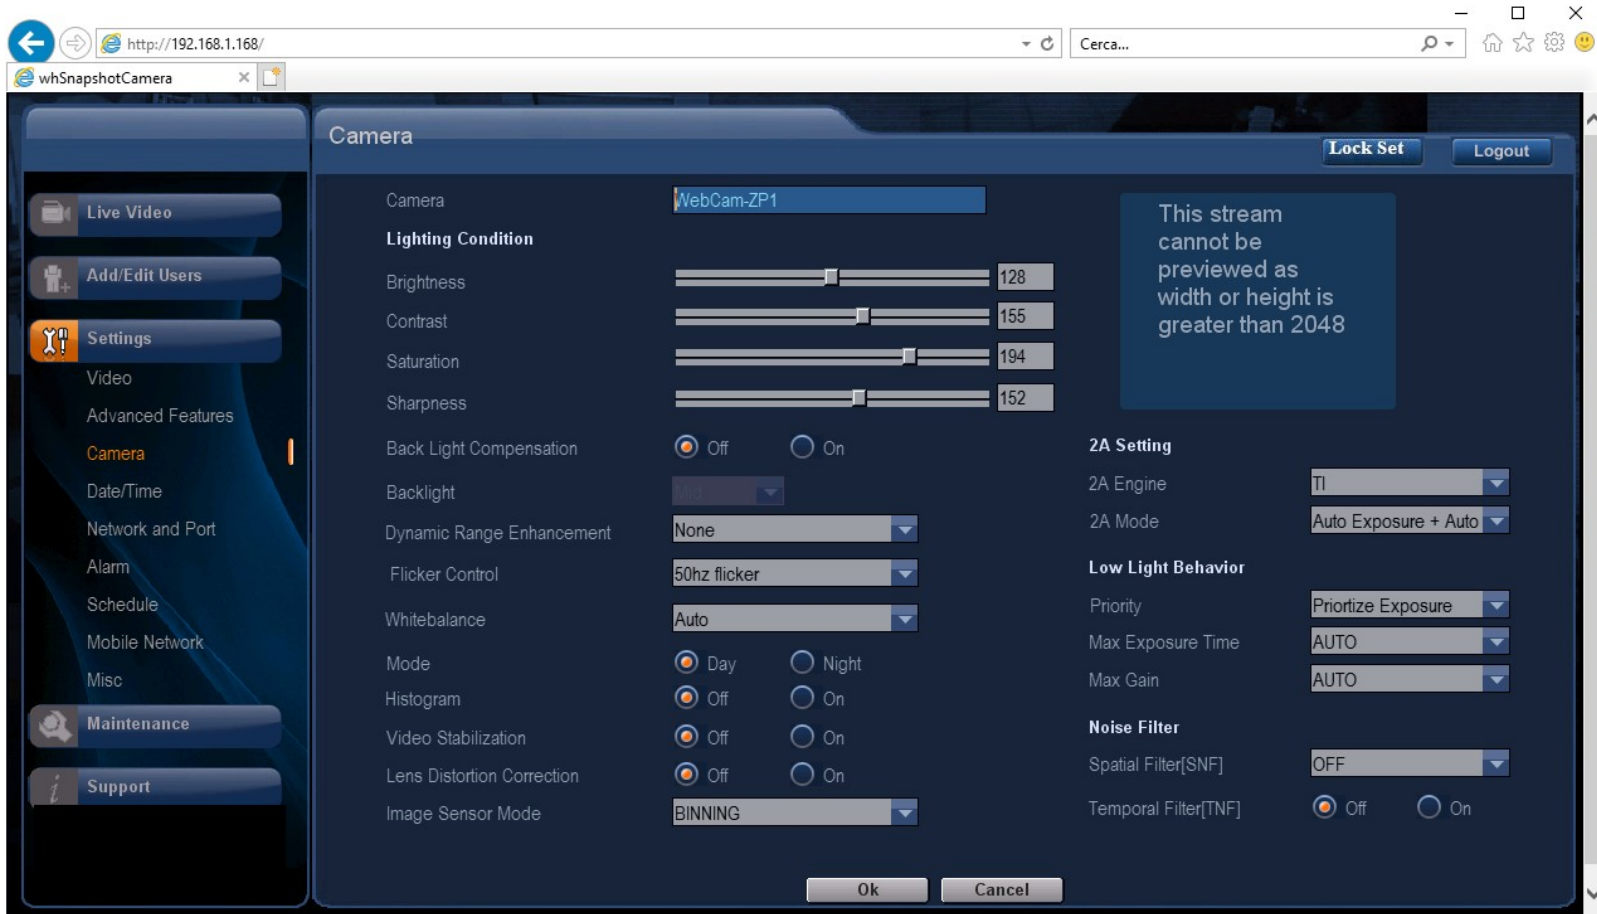 http://192.168.1.168/
Cerca...
whSnapshotCamera
Camera
Lock Set
Logout
Live Video
Add/Edit Users
Settings
Video
Advanced Features
Camera
Date/Time
Network and Port
Alarm
Schedule
Mobile Network
Misc
Maintenance
Support
Camera WebCam-ZP1
Lighting Condition
Brightness 128
Contrast 155
Saturation 194
Sharpness 152
Back Light Compensation Off On
Backlight Mid
Dynamic Range Enhancement None
Flicker Control 50hz flicker
Whitebalance Auto
Mode Day Night
Histogram Off On
Video Stabilization Off On
Lens Distortion Correction Off On
Image Sensor Mode BINNING
This stream
cannot be
previewed as
width or height is
greater than 2048
2A Setting
2A Engine TI
2A Mode Auto Exposure + Auto
Low Light Behavior
Priority Priortize Exposure
Max Exposure Time AUTO
Max Gain AUTO
Noise Filter
Spatial Filter[SNF] OFF
Temporal Filter[TNF] Off On
Ok Cancel